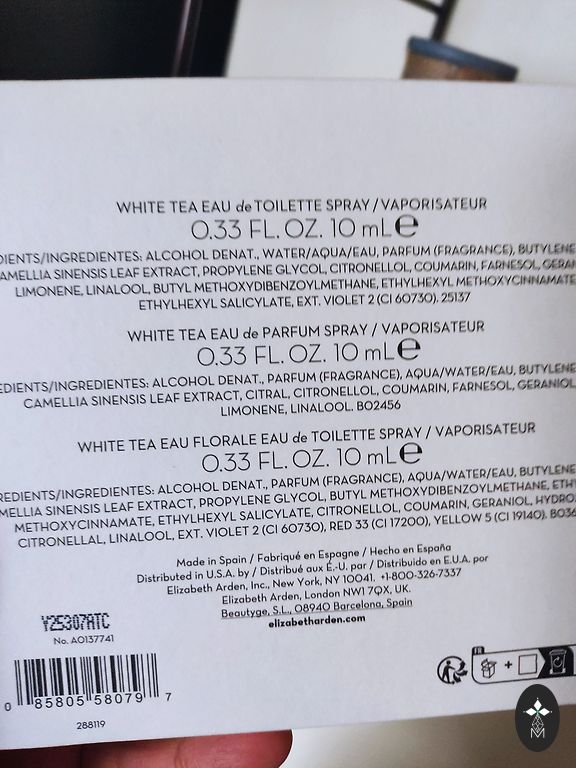 WHITE TEA EAU de TOILETTE SPRAY / VAPORISATEUR
0.33 FL. OZ. 10 mL e
DIENTS/INGREDIENTES: ALCOHOL DENAT., WATER/AQUA/EAU, PARFUM (FRAGRANCE), BUTYLENE
AMELLIA SINENSIS LEAF EXTRACT, PROPYLENE GLYCOL, CITRONELLOL, COUMARIN, FARNESOL, GERAN
LIMONENE, LINALOOL, BUTYL METHOXYDIBENZOYLMETHANE, ETHYLHEXYL METHOXYCINNAMATE
ETHYLHEXYL SALICYLATE, EXT. VIOLET 2 (CI 60730). 25137
WHITE TEA EAU de PARFUM SPRAY / VAPORISATEUR
0.33 FL. OZ. 10 mL e
EDIENTS/INGREDIENTES: ALCOHOL DENAT., PARFUM (FRAGRANCE), AQUA/WATER/EAU, BUTYLENE
CAMELLIA SINENSIS LEAF EXTRACT, CITRAL, CITRONELLOL, COUMARIN, FARNESOL, GERANIOL
LIMONENE, LINALOOL. B02456
WHITE TEA EAU FLORALE EAU de TOILETTE SPRAY / VAPORISATEUR
0.33 FL. OZ. 10 mL e
REDIENTS/INGREDIENTES: ALCOHOL DENAT., PARFUM (FRAGRANCE), AQUA/WATER/EAU, BUTYLENE
MELLIA SINENSIS LEAF EXTRACT, PROPYLENE GLYCOL, BUTYL METHOXYDIBENZOYLMETHANE, ETHY
METHOXYCINNAMATE, ETHYLHEXYL SALICYLATE, CITRONELLOL, COUMARIN, GERANIOL, HYDRO
CITRONELLAL, LINALOOL, EXT. VIOLET 2 (CI 60730), RED 33 (CI 17200), YELLOW 5 (CI 19140). B036
Made in Spain / Fabriqué en Espagne / Hecho en España
Distributed in U.S.A. by / Distribué aux É.-U. par / Distribuido en E.U.A. por
Elizabeth Arden, Inc., New York, NY 10041. +1-800-326-7337
Elizabeth Arden, London NW1 7QX, UK.
Beautyge, S.L., 08940 Barcelona, Spain
elizabetharden.com
Y25307ATC
No. A0137741
FR
+
0 85805 58079 7
288119
M